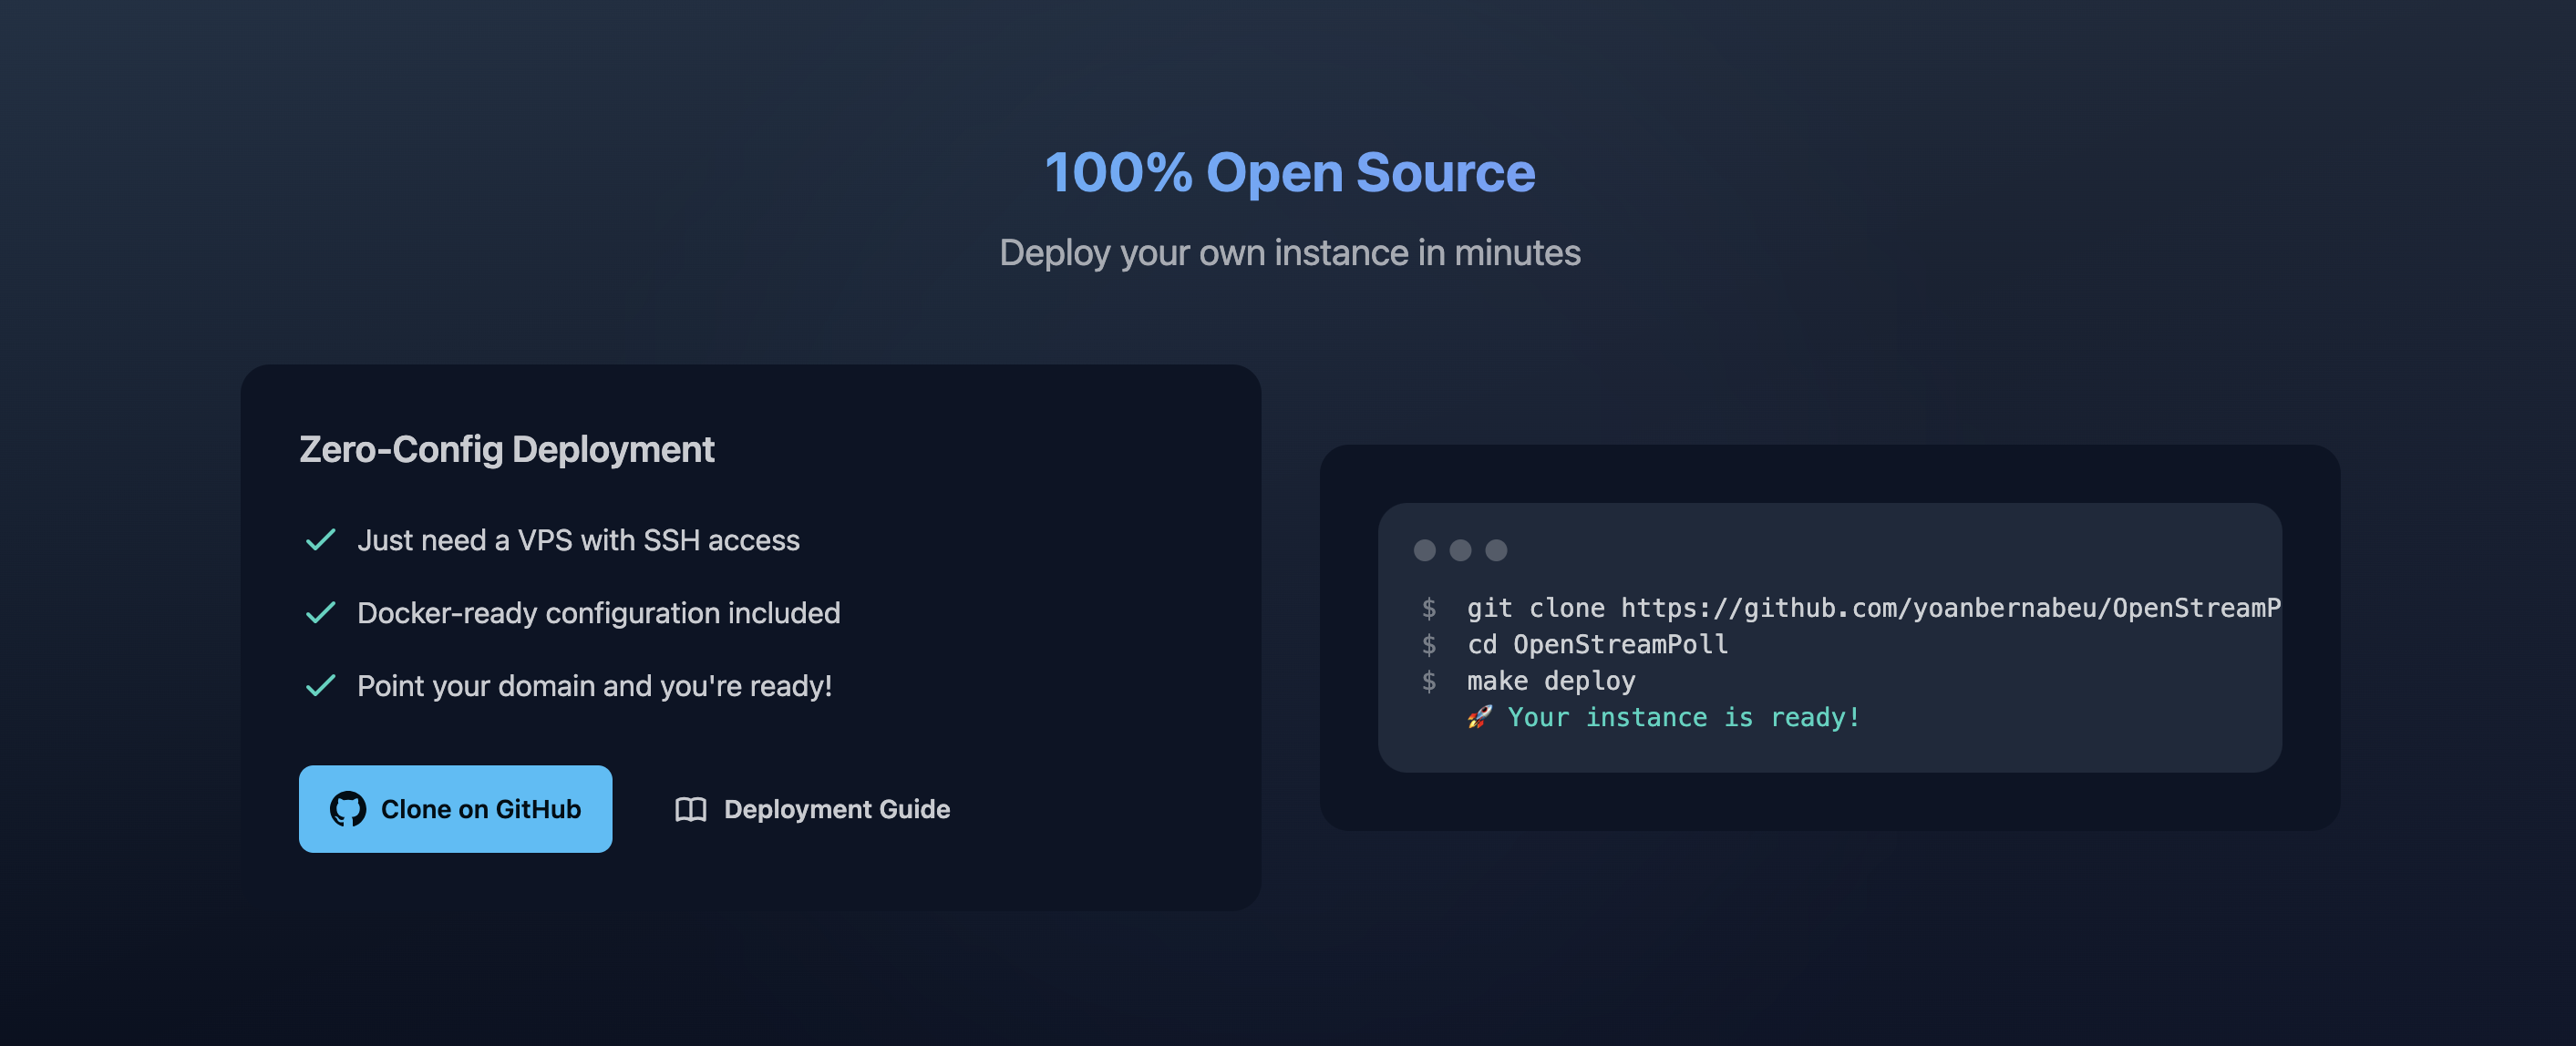 100% Open Source
Deploy your own instance in minutes
Zero-Config Deployment
Just need a VPS with SSH access
Docker-ready configuration included
Point your domain and you're ready!
Clone on GitHub
Deployment Guide
$ git clone https://github.com/yoanbernabeu/OpenStreamP
$ cd OpenStreamPoll
$ make deploy
🚀 Your instance is ready!